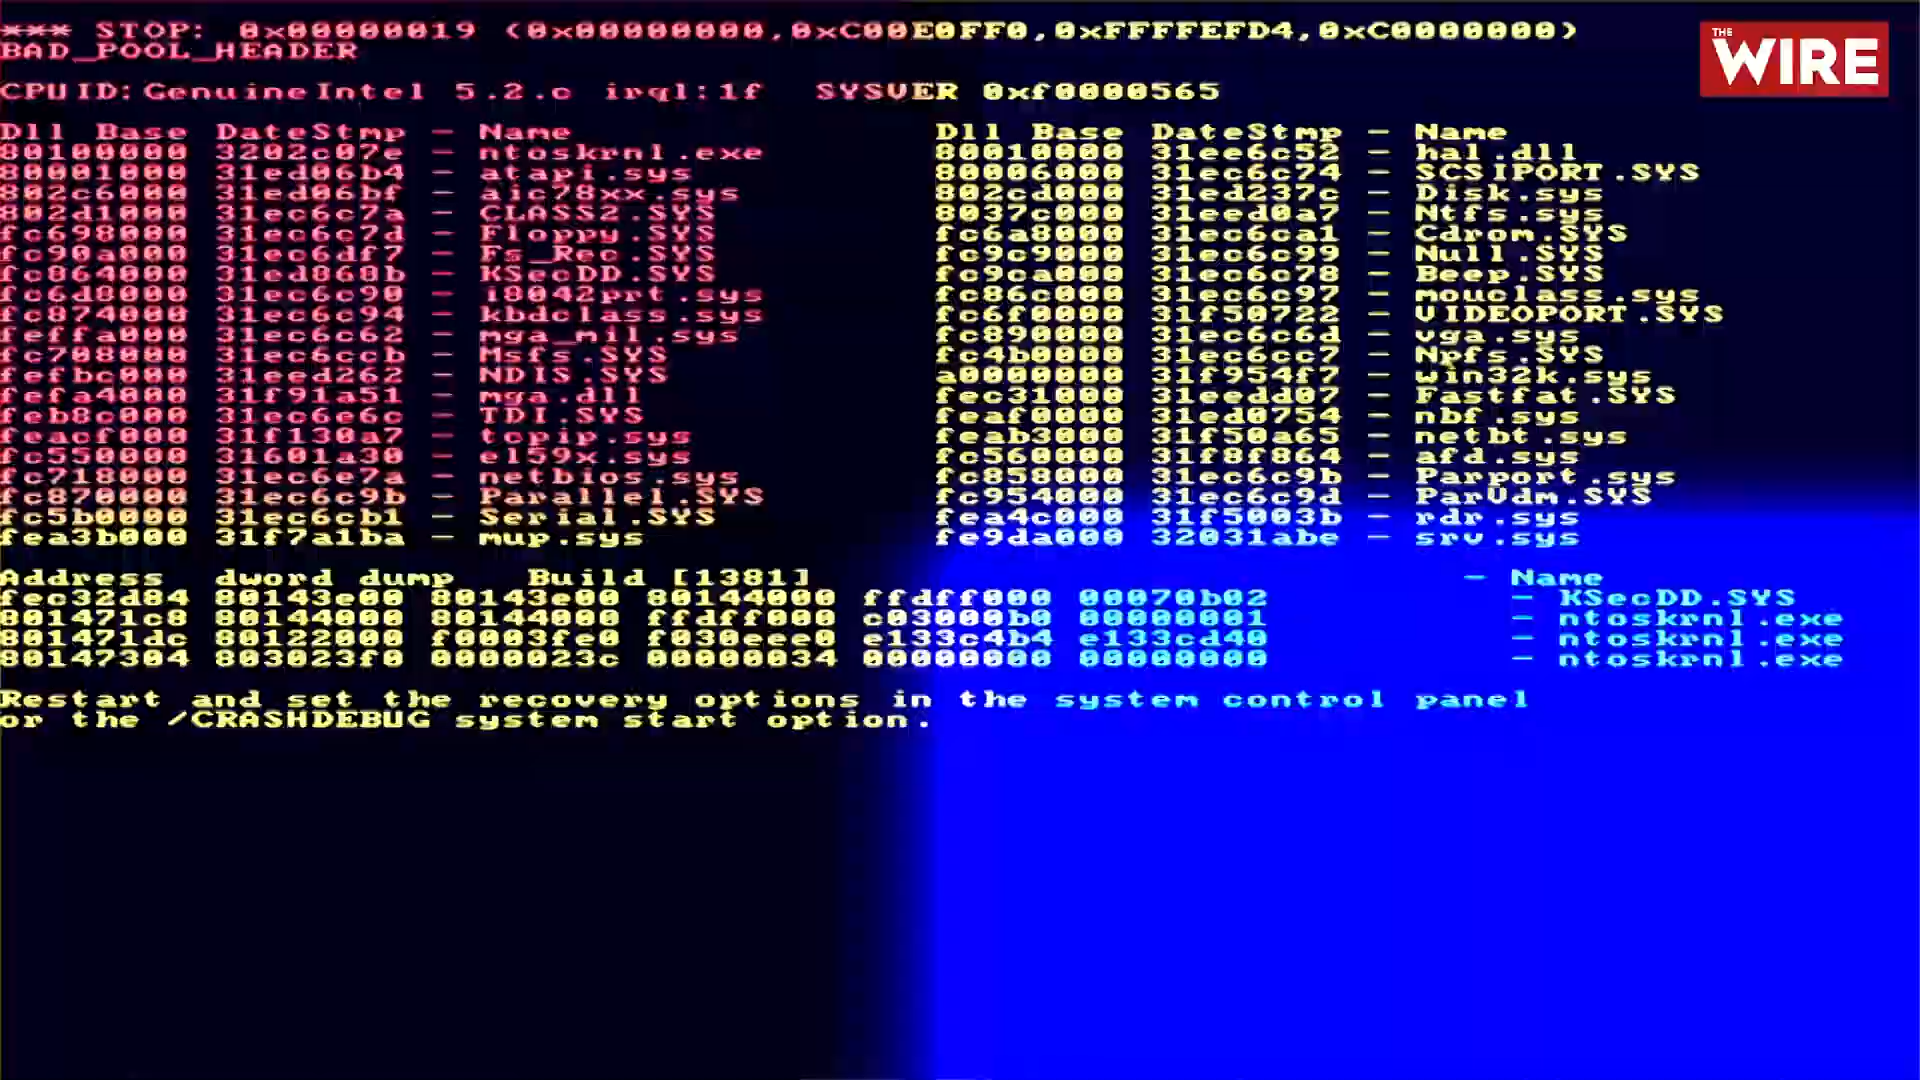 *** STOP: 0x00000019 (0x00000000,0xC00E0FF0,0xFFFFEFD4,0xC0000000)
BAD_POOL_HEADER
THE
WIRE
CPUID:GenuineIntel 5.2.c irql:1f SYSVER 0xf0000565
Dll Base DateStmp - Name Dll Base DateStmp - Name
80100000 3202c07e - ntoskrnl.exe 80010000 31ee6c52 - hal.dll
80001000 31ed06b4 - atapi.sys 80006000 31ec6c74 - SCSIPORT.SYS
802c6000 31ed06bf - aic78xx.sys 802cd000 31ed237c - Disk.sys
802d1000 31ec6c7a - CLASS2.SYS 8037c000 31eed0a7 - Ntfs.sys
fc698000 31ec6c7d - Floppy.SYS fc6a8000 31ec6ca1 - Cdrom.SYS
fc90a000 31ec6df7 - Fs_Rec.SYS fc9c9000 31ec6c99 - Null.SYS
fc864000 31ed868b - KSecDD.SYS fc9ca000 31ec6c78 - Beep.SYS
fc6d8000 31ec6c90 - i8042prt.sys fc86c000 31ec6c97 - mouclass.sys
fc874000 31ec6c94 - kbdclass.sys fc6f0000 31f50722 - VIDEOPORT.SYS
feffa000 31ec6c62 - mga_mil.sys fc890000 31ec6c6d - vga.sys
fc708000 31ec6ccb - Msfs.SYS fc4b0000 31ec6cc7 - Npfs.SYS
fefbc000 31eed262 - NDIS.SYS a0000000 31f954f7 - win32k.sys
fefa4000 31f91a51 - mga.dll fec31000 31eedd07 - Fastfat.SYS
feb8c000 31ec6e6c - TDI.SYS feaf0000 31ed0754 - nbf.sys
feacf000 31f130a7 - tcpip.sys feab3000 31f50a65 - netbt.sys
fc550000 31601a30 - el59x.sys fc560000 31f8f864 - afd.sys
fc718000 31ec6e7a - netbios.sys fc858000 31ec6c9b - Parport.sys
fc870000 31ec6c9b - Parallel.SYS fc954000 31ec6c9d - ParVdm.SYS
fc5b0000 31ec6cb1 - Serial.SYS fea4c000 31f5003b - rdr.sys
fea3b000 31f7a1ba - mup.sys fe9da000 32031abe - srv.sys
Address dword dump Build [1381] - Name
fec32d84 80143e00 80143e00 80144000 ffdff000 00070b02 - KSecDD.SYS
801471c8 80144000 80144000 ffdff000 c03000b0 00000001 - ntoskrnl.exe
801471dc 80122000 f0003fe0 f030eee0 e133c4b4 e133cd40 - ntoskrnl.exe
80147304 803023f0 0000023c 00000034 00000000 00000000 - ntoskrnl.exe
Restart and set the recovery options in the system control panel
or the /CRASHDEBUG system start option.